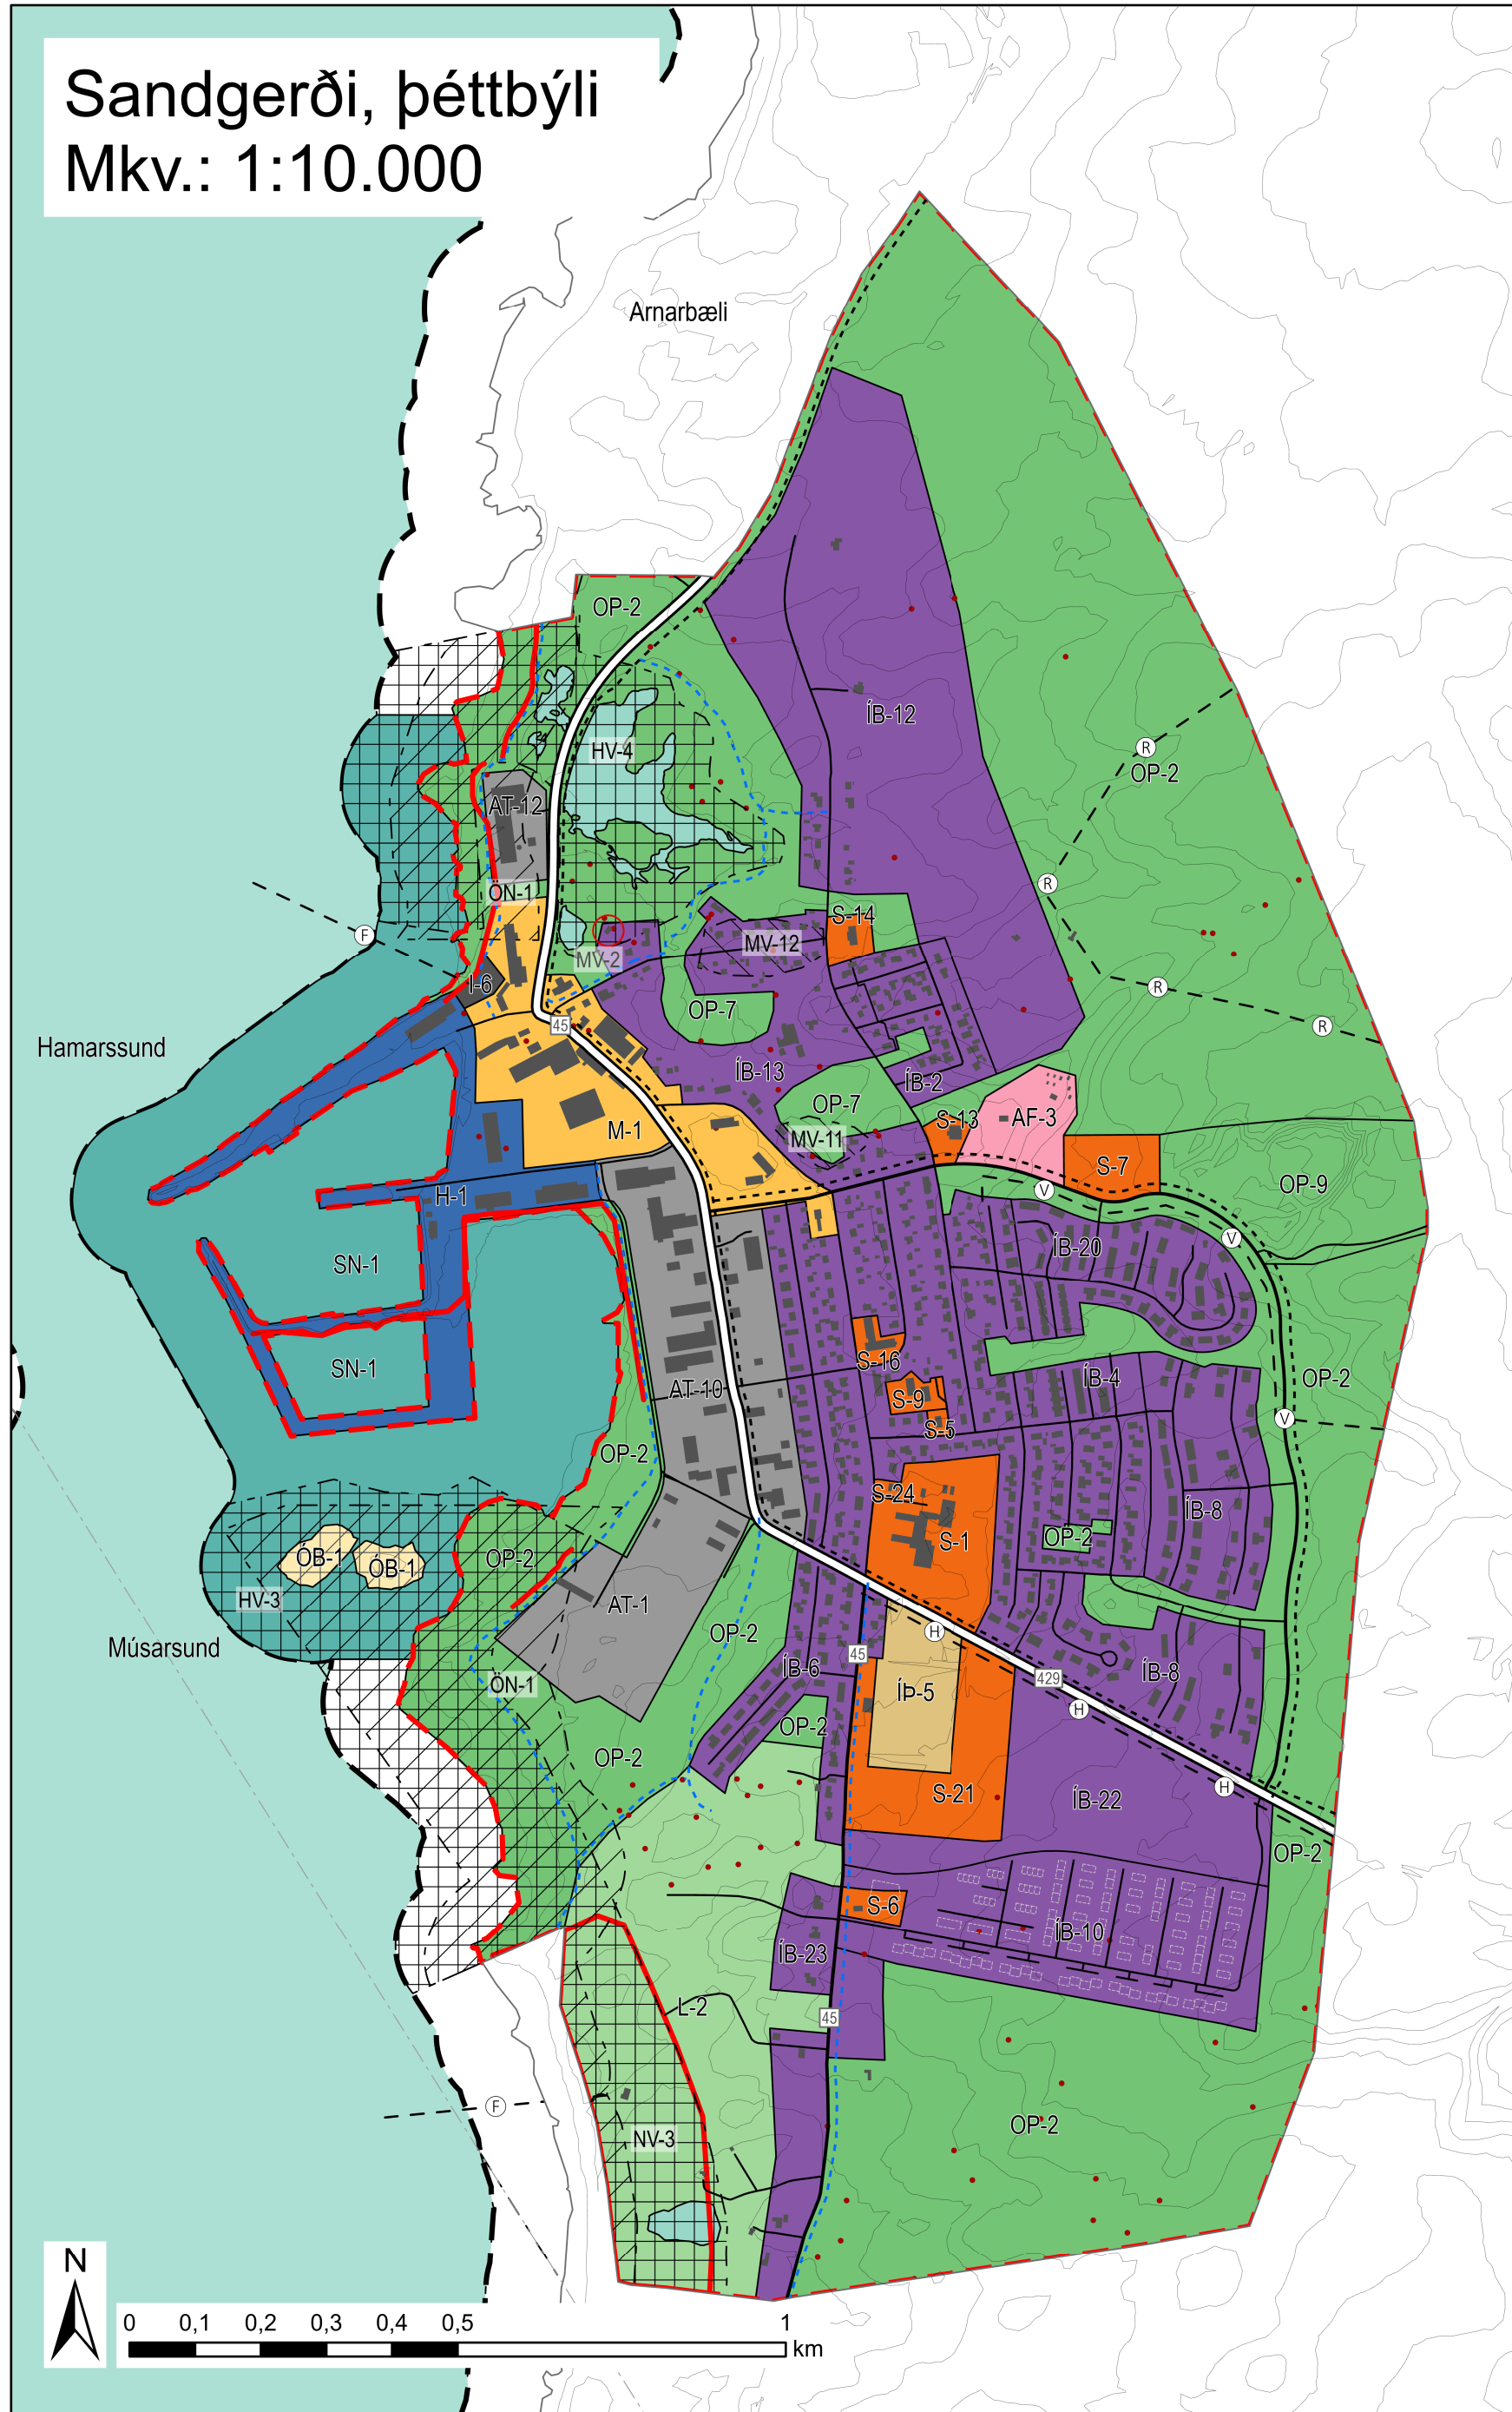 Sandgerði, þéttbýli
Mkv.: 1:10.000
Arnarbæli
OP-2
ÍB-12
HV-4
R
OP-2
AT-12
R
ÖN-1
S-14
F
MV-12
MV-2
I-6
R
OP-7
45
R
Hamarssund
ÍB-13
ÍB-2
OP-7
S-13
AF-3
M-1
MV-11
S-7
OP-9
H-1
V
V
ÍB-20
SN-1
S-16
SN-1
ÍB-4
OP-2
AT-10
S-9
V
S-5
OP-2
S-24
ÍB-8
S-1
OP-2
ÓB-1
ÓB-1
OP-2
HV-3
AT-1
OP-2
H
Músarsund
45
ÍB-6
ÍB-8
429
ÖN-1
ÍÞ-5
H
OP-2
OP-2
H
S-21
ÍB-22
OP-2
S-6
ÍB-10
ÍB-23
L-2
45
F
OP-2
NV-3
N
0 0,1 0,2 0,3 0,4 0,5 1
km